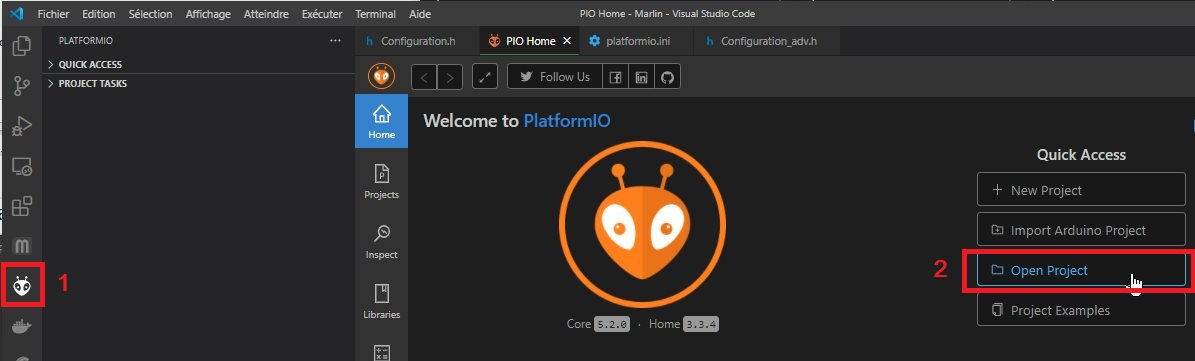 Fichier Edition Sélection Affichage Atteindre Exécuter Terminal Aide PIO Home - Marlin - Visual Studio Code
PLATFORMIO ...
Configuration.h PIO Home platformio.ini Configuration_adv.h
QUICK ACCESS
PROJECT TASKS
Follow Us
Home
Projects
Inspect
Libraries
Welcome to PlatformIO
Core 5.2.0 · Home 3.3.4
Quick Access
New Project
Import Arduino Project
Open Project
Project Examples
1
2